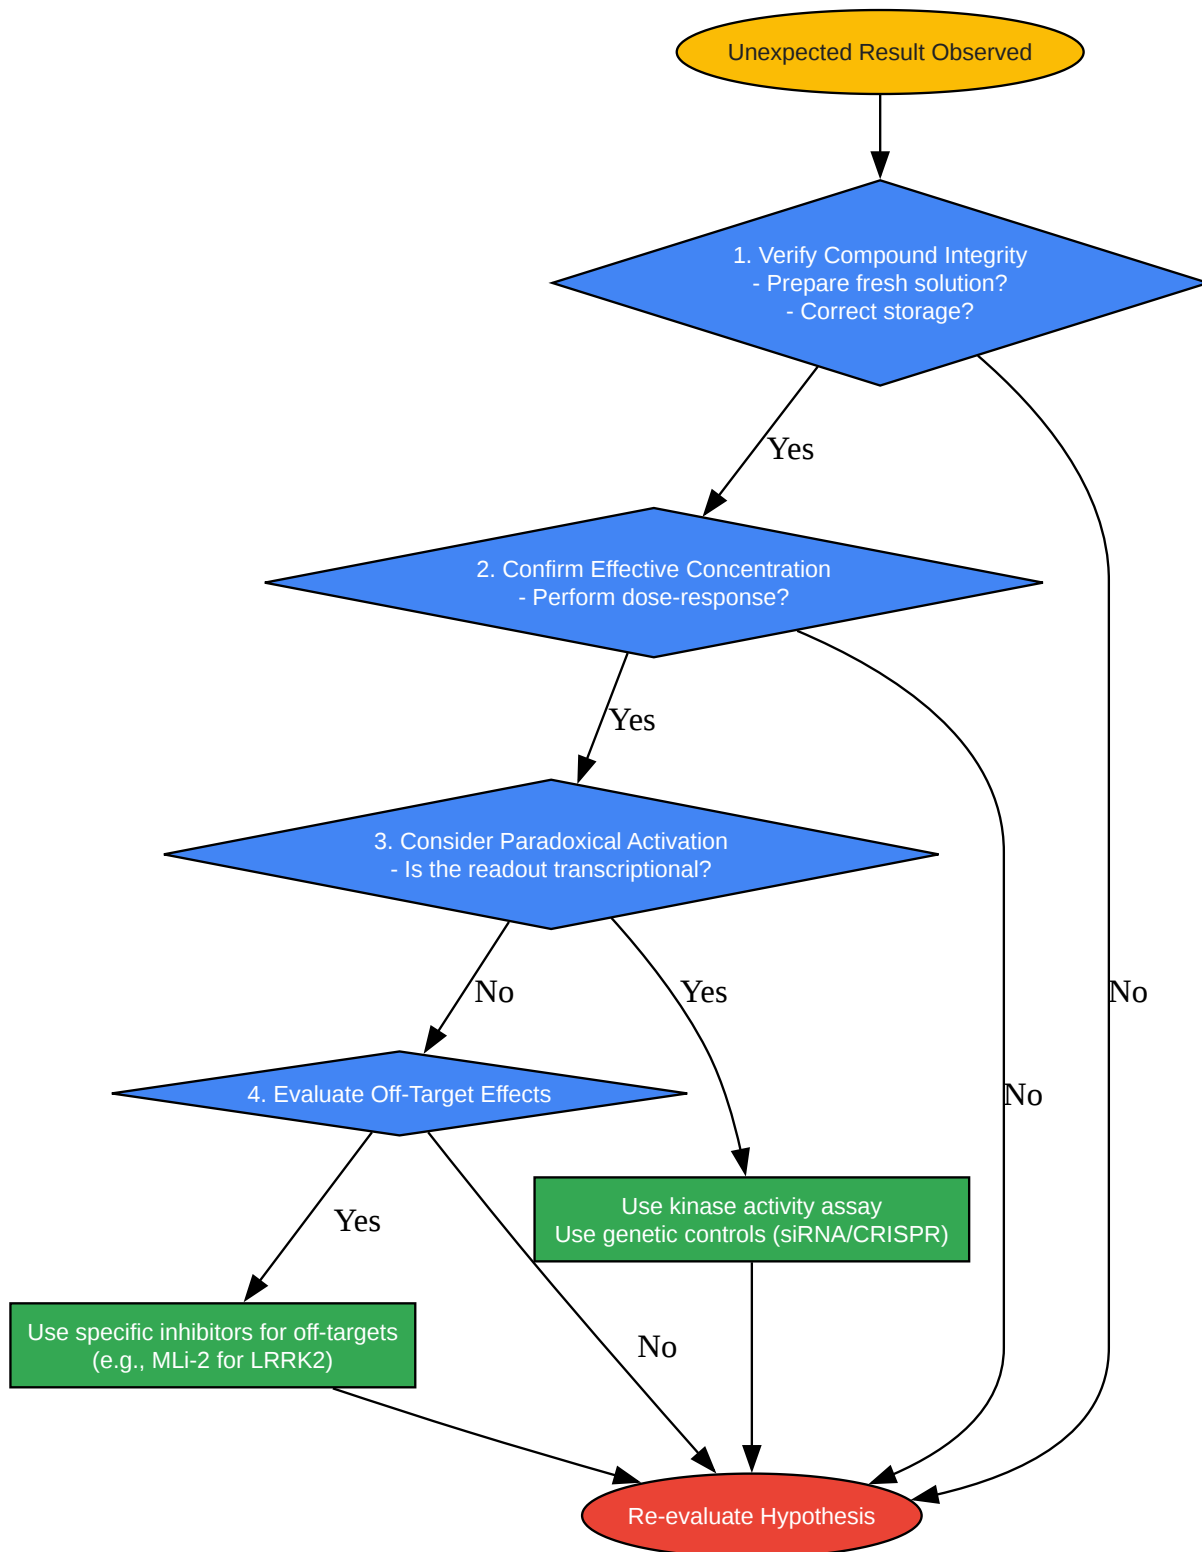 Unexpected Result Observed
1. Verify Compound Integrity
- Prepare fresh solution?
- Correct storage?
Yes
2. Confirm Effective Concentration
- Perform dose-response?
Yes
3. Consider Paradoxical Activation
- Is the readout transcriptional?
No
Yes
No
4. Evaluate Off-Target Effects
No
Yes
Use kinase activity assay
Use genetic controls (siRNA/CRISPR)
Use specific inhibitors for off-targets
(e.g., MLi-2 for LRRK2)
No
Re-evaluate Hypothesis